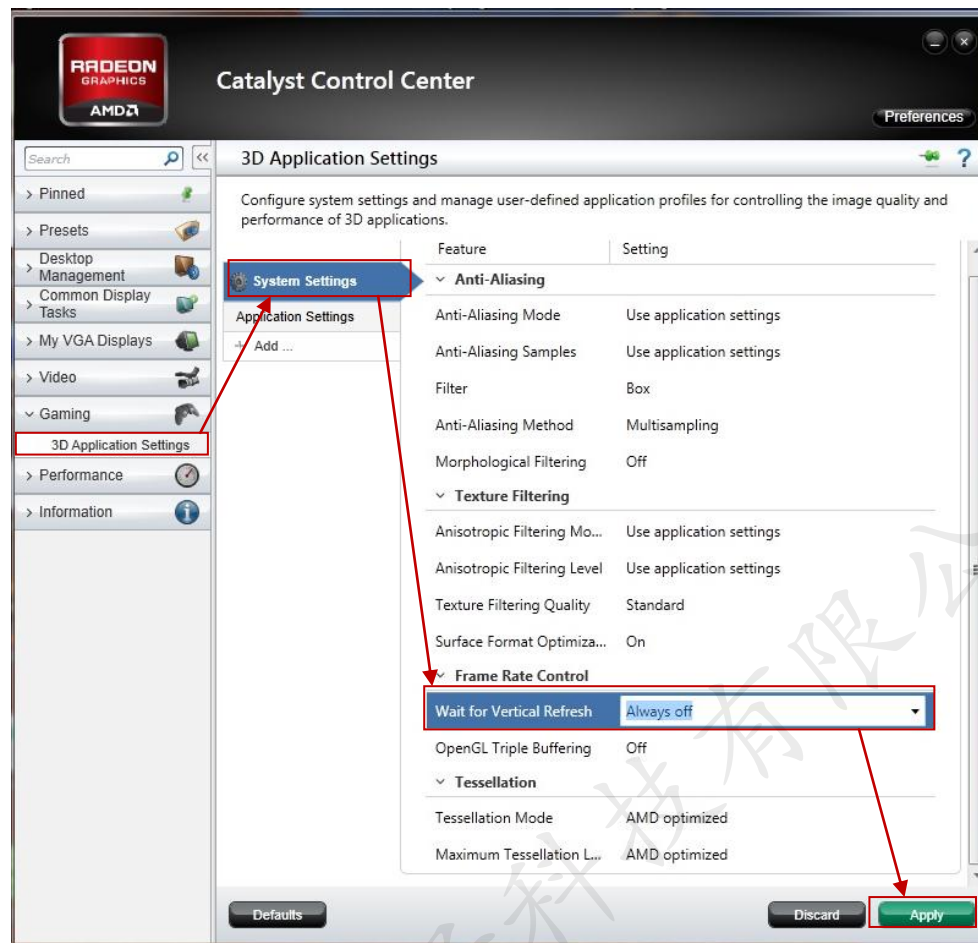 RADEON
GRAPHICS
AMD
Catalyst Control Center
Preferences
Search
<<
3D Application Settings
?
Pinned
Presets
Desktop
Management
Common Display
Tasks
My VGA Displays
Video
Gaming
3D Application Settings
Performance
Information
Configure system settings and manage user-defined application profiles for controlling the image quality and
performance of 3D applications.
System Settings
Application Settings
+ Add ...
Feature Setting
Anti-Aliasing
Anti-Aliasing Mode Use application settings
Anti-Aliasing Samples Use application settings
Filter Box
Anti-Aliasing Method Multisampling
Morphological Filtering Off
Texture Filtering
Anisotropic Filtering Mo... Use application settings
Anisotropic Filtering Level Use application settings
Texture Filtering Quality Standard
Surface Format Optimiza... On
Frame Rate Control
Wait for Vertical Refresh Always off
OpenGL Triple Buffering Off
Tessellation
Tessellation Mode AMD optimized
Maximum Tessellation L... AMD optimized
Defaults Discard Apply
科技有限公